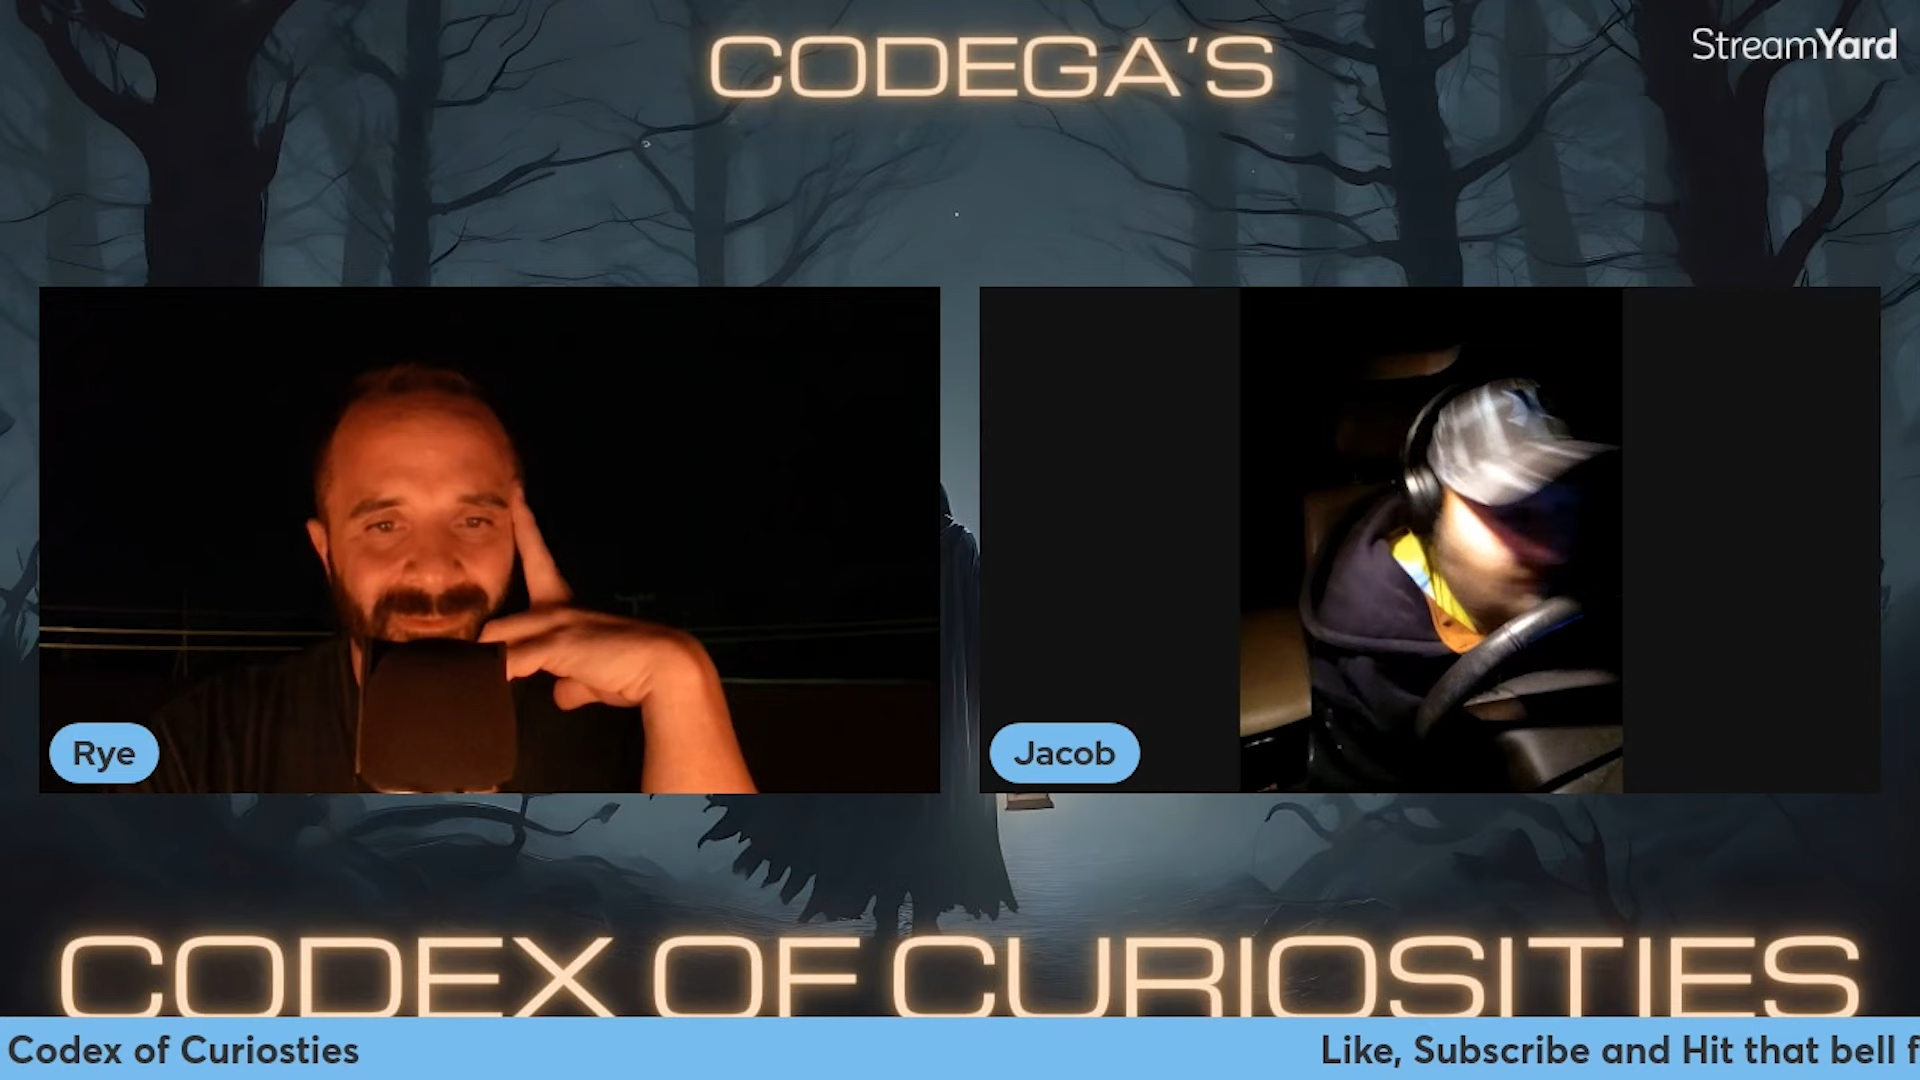 CODEGA'S
StreamYard
Rye
Jacob
CODEX OF CURIOSITIES
Codex of Curiosties
Like, Subscribe and Hit that bell f